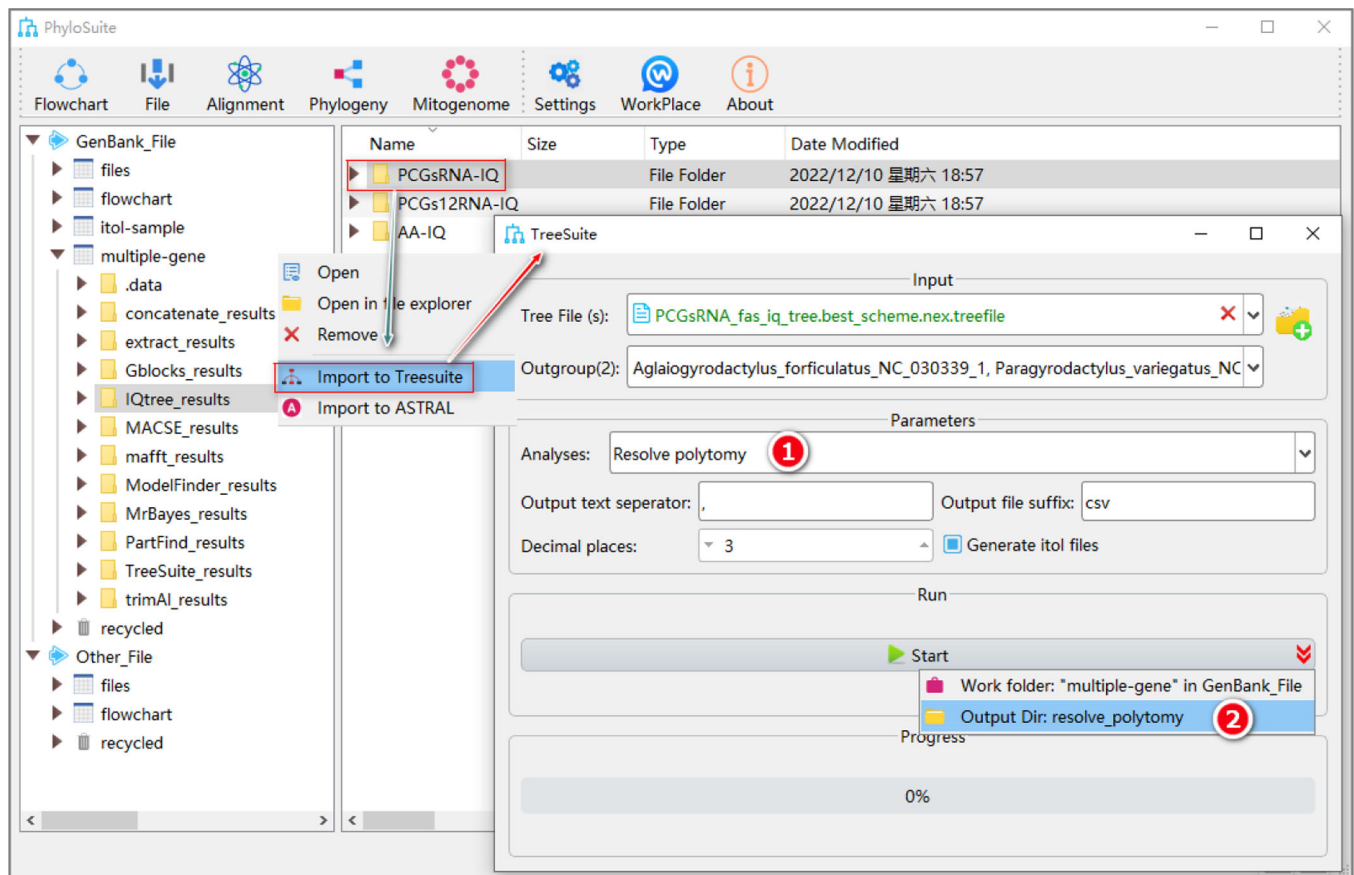 PhyloSuite
Flowchart File Alignment Phylogeny Mitogenome Settings WorkPlace About
GenBank_File
files
flowchart
itol-sample
multiple-gene
.data
concatenate_results
extract_results
Gblocks_results
IQtree_results
MACSE_results
mafft_results
ModelFinder_results
MrBayes_results
PartFind_results
TreeSuite_results
trimAl_results
recycled
Other_File
files
flowchart
recycled
Name Size Type Date Modified
PCGsRNA-IQ File Folder 2022/12/10 星期六 18:57
PCGs12RNA-IQ File Folder 2022/12/10 星期六 18:57
AA-IQ
Open
Open in file explorer
Remove
Import to Treesuite
A Import to ASTRAL
TreeSuite
Input
Tree File (s): PCGsRNA_fas_iq_tree.best_scheme.nex.treefile
Outgroup(2): Aglaiogyrodactylus_forficulatus_NC_030339_1, Paragyrodactylus_variegatus_NC
Parameters
Analyses: Resolve polytomy 1
Output text seperator: , Output file suffix: csv
Decimal places: 3 Generate itol files
Run
Start
Work folder: "multiple-gene" in GenBank_File
Output Dir: resolve_polytomy 2
Progress
0%